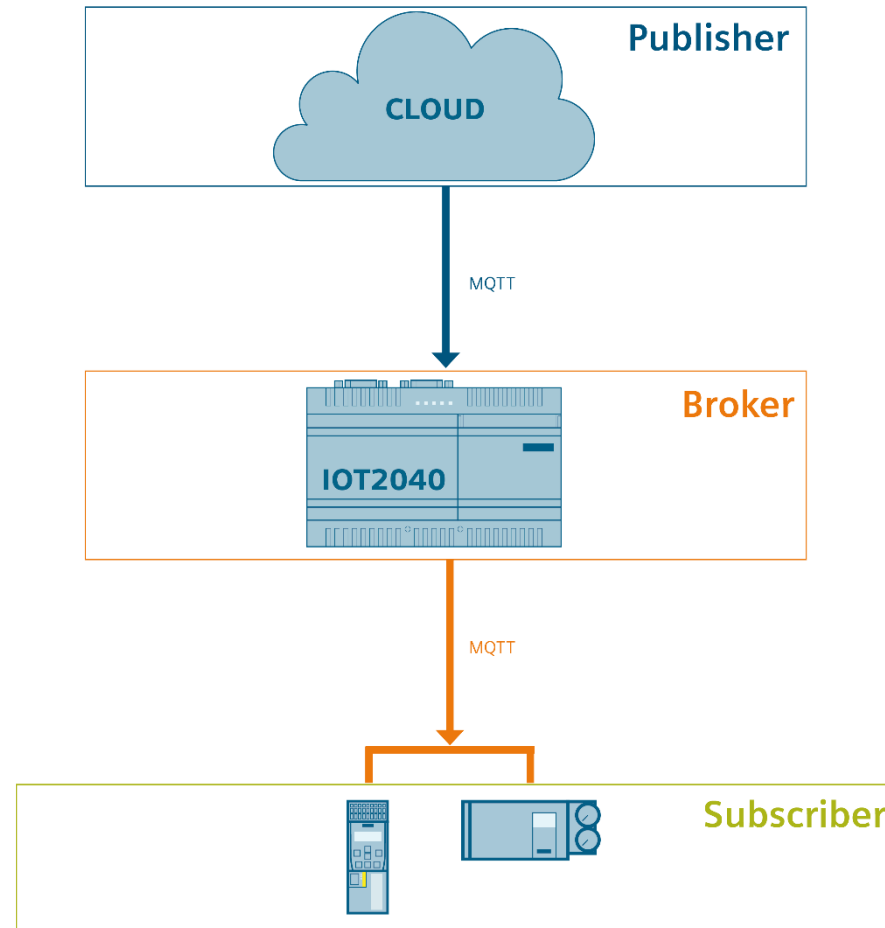 Publisher
CLOUD
MQTT
Broker
IOT2040
MQTT
Subscriber